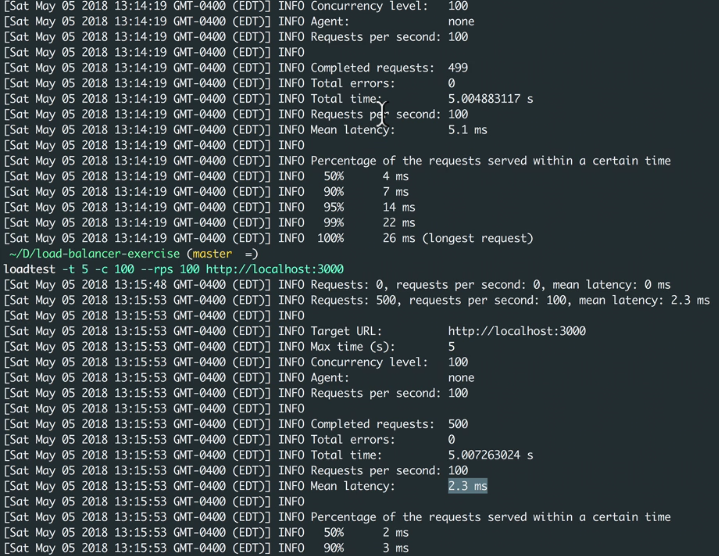 [Sat May 05 2018 13:14:19 GMT-0400 (EDT)] INFO Concurrency level: 100
[Sat May 05 2018 13:14:19 GMT-0400 (EDT)] INFO Agent: none
[Sat May 05 2018 13:14:19 GMT-0400 (EDT)] INFO Requests per second: 100
[Sat May 05 2018 13:14:19 GMT-0400 (EDT)] INFO
[Sat May 05 2018 13:14:19 GMT-0400 (EDT)] INFO Completed requests: 499
[Sat May 05 2018 13:14:19 GMT-0400 (EDT)] INFO Total errors: 0
[Sat May 05 2018 13:14:19 GMT-0400 (EDT)] INFO Total time: 5.004883117 s
[Sat May 05 2018 13:14:19 GMT-0400 (EDT)] INFO Requests per second: 100
[Sat May 05 2018 13:14:19 GMT-0400 (EDT)] INFO Mean latency: 5.1 ms
[Sat May 05 2018 13:14:19 GMT-0400 (EDT)] INFO
[Sat May 05 2018 13:14:19 GMT-0400 (EDT)] INFO Percentage of the requests served within a certain time
[Sat May 05 2018 13:14:19 GMT-0400 (EDT)] INFO 50% 4 ms
[Sat May 05 2018 13:14:19 GMT-0400 (EDT)] INFO 90% 7 ms
[Sat May 05 2018 13:14:19 GMT-0400 (EDT)] INFO 95% 14 ms
[Sat May 05 2018 13:14:19 GMT-0400 (EDT)] INFO 99% 22 ms
[Sat May 05 2018 13:14:19 GMT-0400 (EDT)] INFO 100% 26 ms (longest request)
~/D/load-balancer-exercise (master =)
loadtest -t 5 -c 100 --rps 100 http://localhost:3000
[Sat May 05 2018 13:15:48 GMT-0400 (EDT)] INFO Requests: 0, requests per second: 0, mean latency: 0 ms
[Sat May 05 2018 13:15:53 GMT-0400 (EDT)] INFO Requests: 500, requests per second: 100, mean latency: 2.3 ms
[Sat May 05 2018 13:15:53 GMT-0400 (EDT)] INFO
[Sat May 05 2018 13:15:53 GMT-0400 (EDT)] INFO Target URL: http://localhost:3000
[Sat May 05 2018 13:15:53 GMT-0400 (EDT)] INFO Max time (s): 5
[Sat May 05 2018 13:15:53 GMT-0400 (EDT)] INFO Concurrency level: 100
[Sat May 05 2018 13:15:53 GMT-0400 (EDT)] INFO Agent: none
[Sat May 05 2018 13:15:53 GMT-0400 (EDT)] INFO Requests per second: 100
[Sat May 05 2018 13:15:53 GMT-0400 (EDT)] INFO
[Sat May 05 2018 13:15:53 GMT-0400 (EDT)] INFO Completed requests: 500
[Sat May 05 2018 13:15:53 GMT-0400 (EDT)] INFO Total errors: 0
[Sat May 05 2018 13:15:53 GMT-0400 (EDT)] INFO Total time: 5.007263024 s
[Sat May 05 2018 13:15:53 GMT-0400 (EDT)] INFO Requests per second: 100
[Sat May 05 2018 13:15:53 GMT-0400 (EDT)] INFO Mean latency: 2.3 ms
[Sat May 05 2018 13:15:53 GMT-0400 (EDT)] INFO
[Sat May 05 2018 13:15:53 GMT-0400 (EDT)] INFO Percentage of the requests served within a certain time
[Sat May 05 2018 13:15:53 GMT-0400 (EDT)] INFO 50% 2 ms
[Sat May 05 2018 13:15:53 GMT-0400 (EDT)] INFO 90% 3 ms